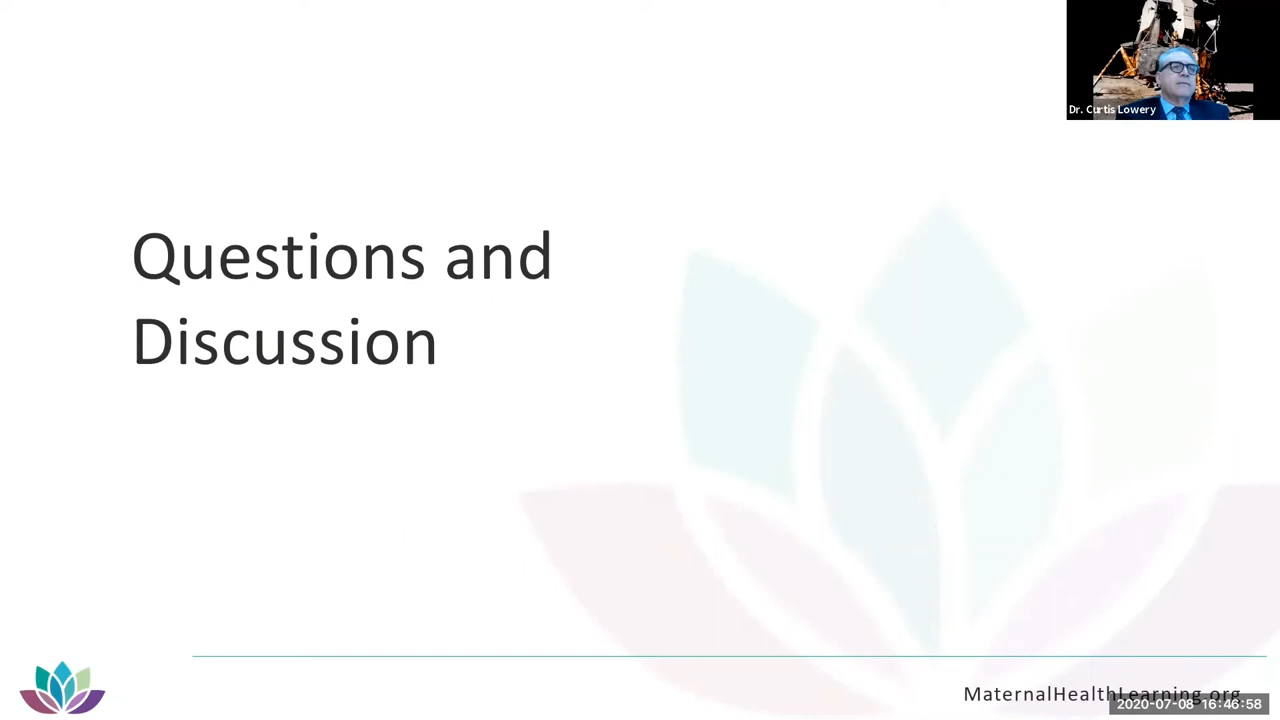 Dr. Curtis Lowery
Questions and
Discussion
MaternalHealthLearning.org
2020-07-08 16:46:58